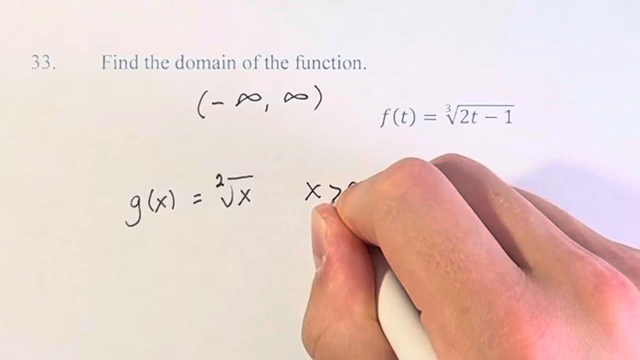 33. Find the domain of the function.
(-∞, ∞)
f(t) = ∛(2t − 1)
g(x) = ²√x x >